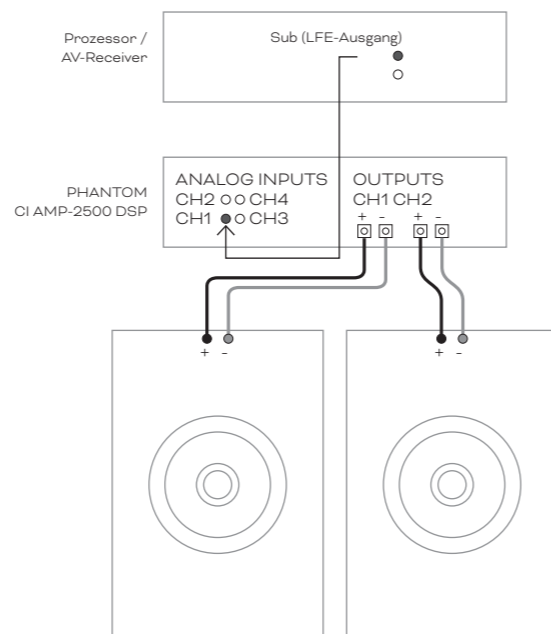 Prozessor /
AV-Receiver
Sub (LFE-Ausgang)
PHANTOM
CI AMP-2500 DSP
ANALOG INPUTS
CH2 CH4
CH1 CH3
OUTPUTS
CH1 CH2
+ - + -
+ - + -